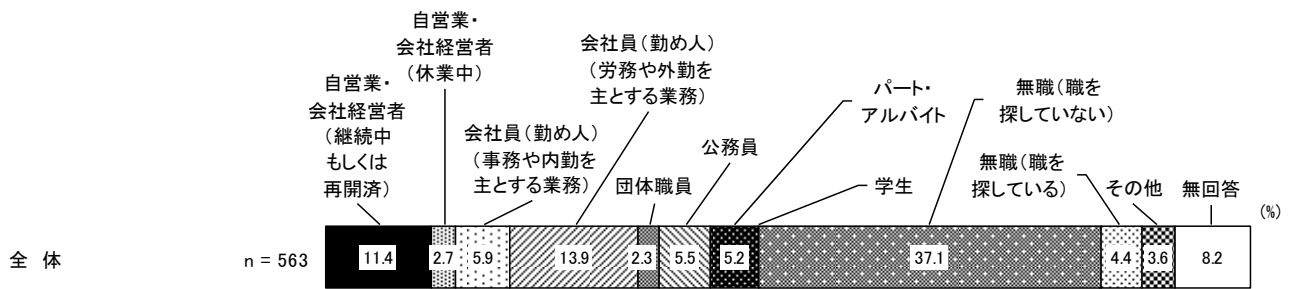 自営業・
会社経営者
（継続中
もしくは
再開済）
自営業・
会社経営者
（休業中）
会社員（勤め人）
（事務や内勤を
主とする業務）
会社員（勤め人）
（労務や外勤を
主とする業務）
団体職員
公務員
パート・
アルバイト
学生
無職（職を
探していない）
無職（職を
探している）
その他
無回答
(%)
全 体
n = 563
11.4
2.7
5.9
13.9
2.3
5.5
5.2
37.1
4.4
3.6
8.2